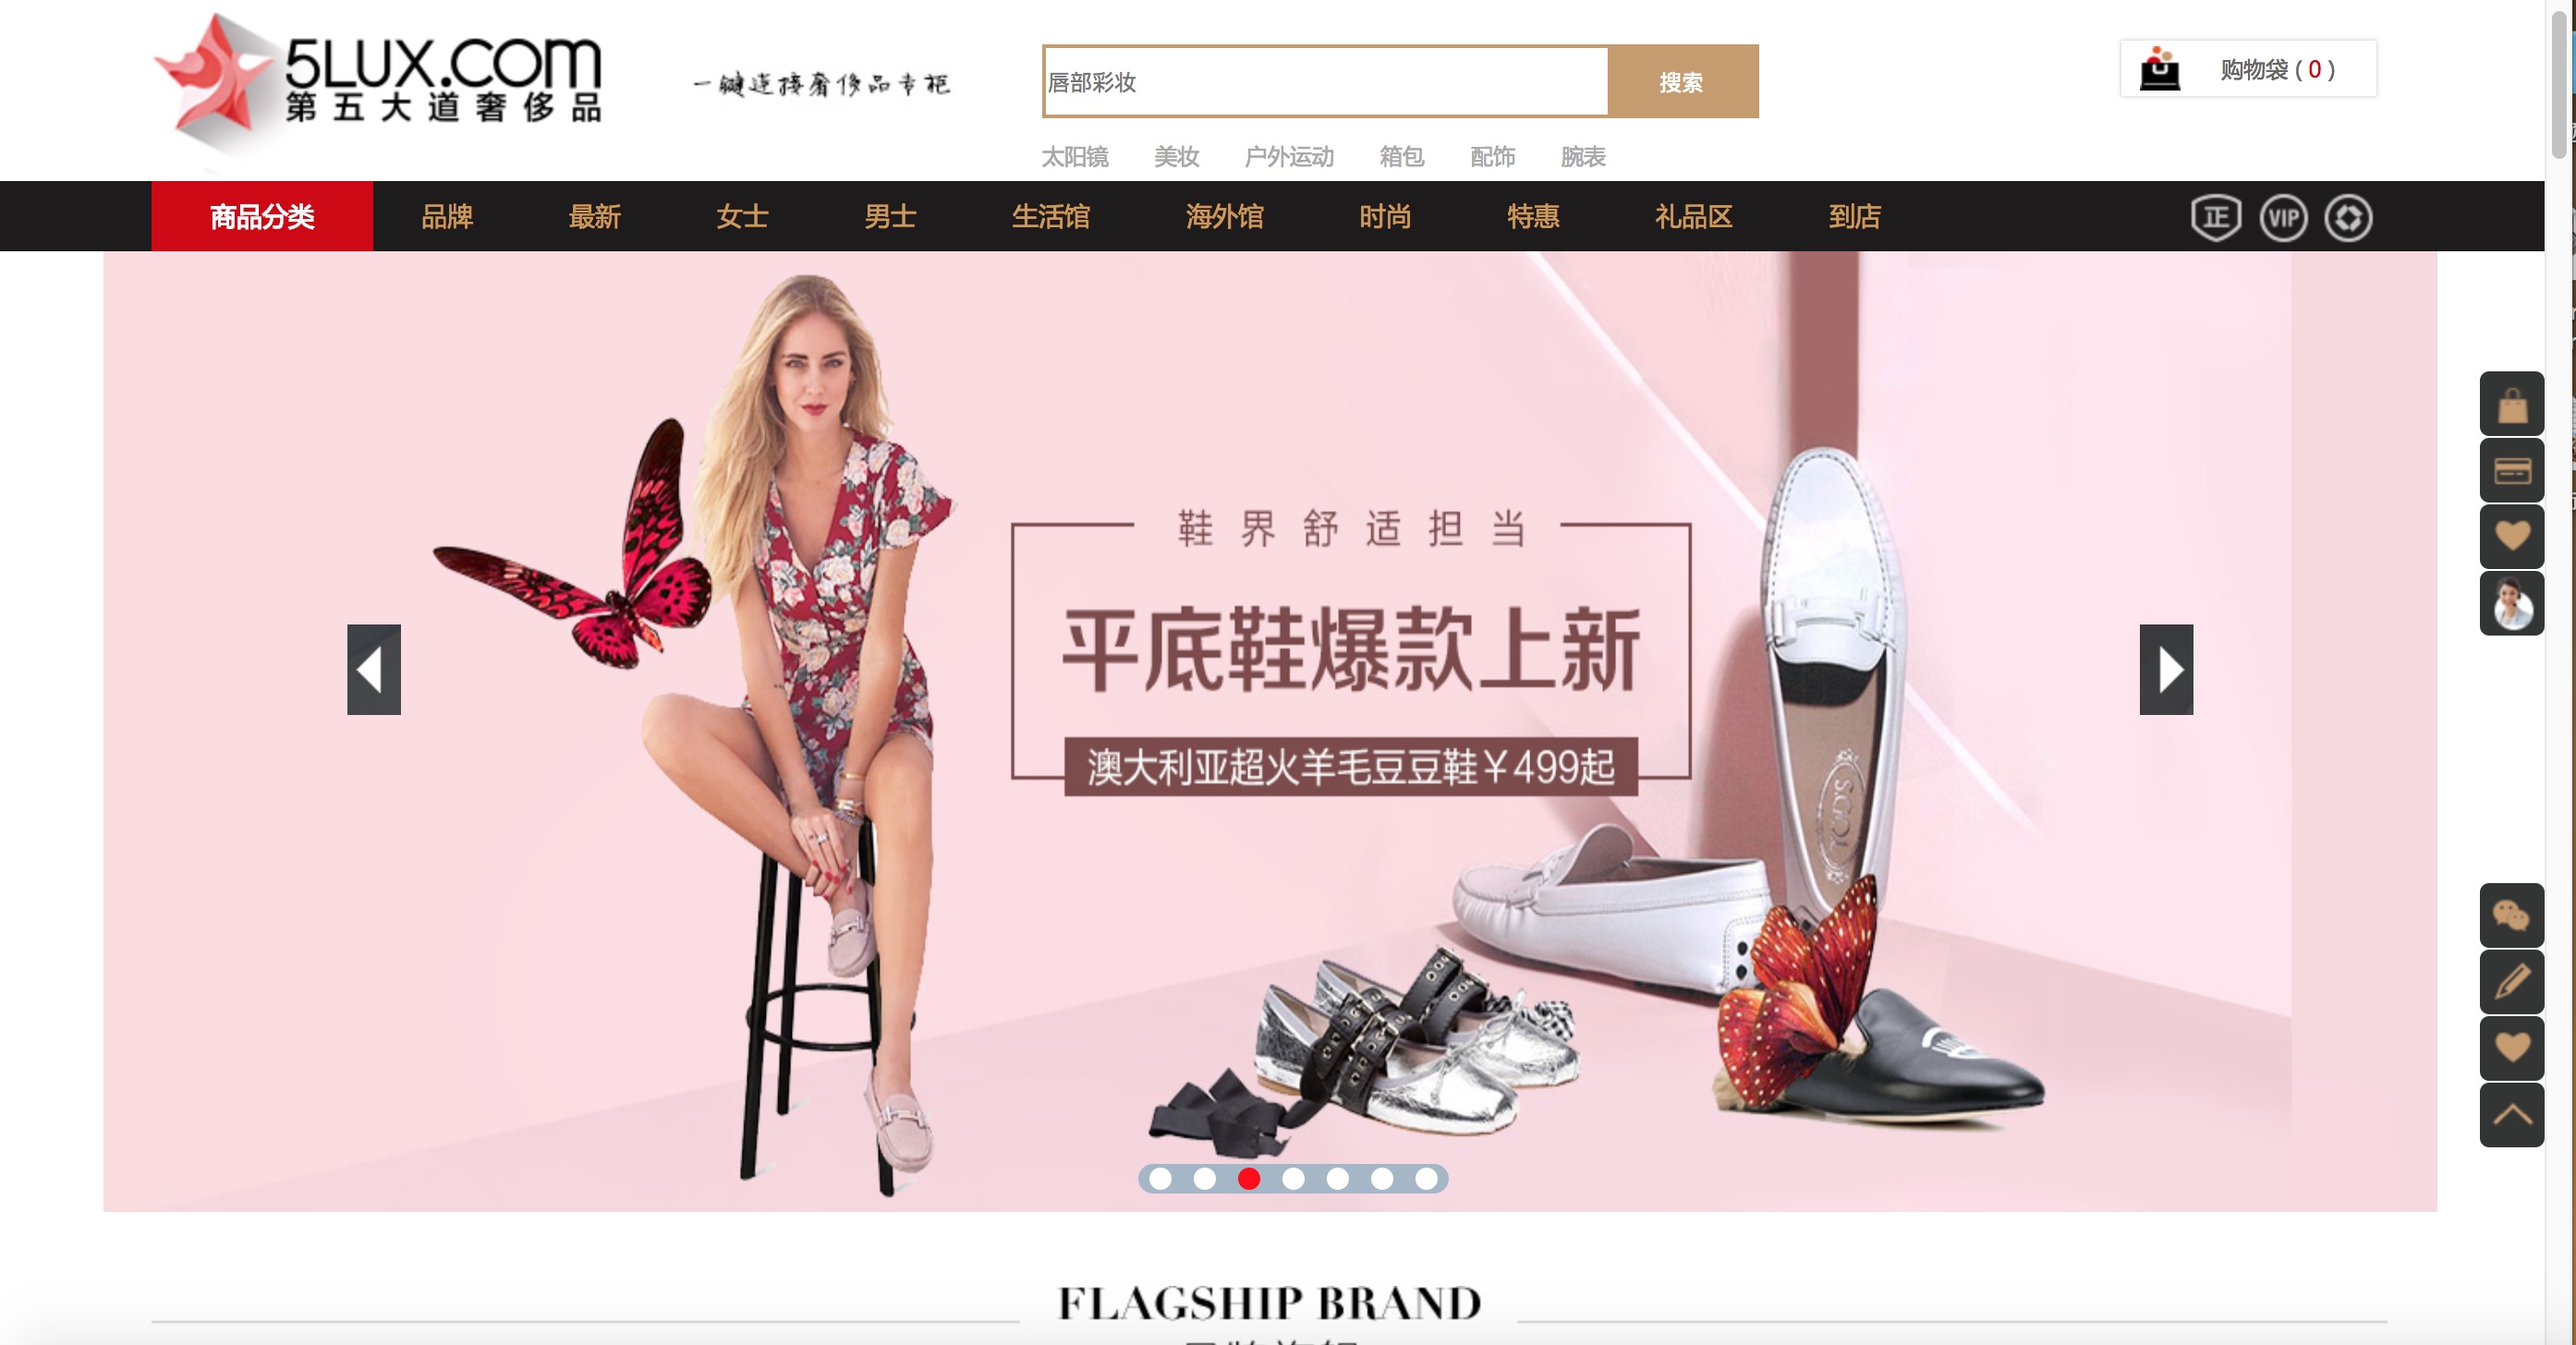 5LUX.COM
第五大道奢侈品
一键连接奢侈品专柜
唇部彩妆
搜索
购物袋 ( 0 )
太阳镜 美妆 户外运动 箱包 配饰 腕表
商品分类 品牌 最新 女士 男士 生活馆 海外馆 时尚 特惠 礼品区 到店
正 VIP
鞋界舒适担当
平底鞋爆款上新
澳大利亚超火羊毛豆豆鞋￥499起
FLAGSHIP BRAND